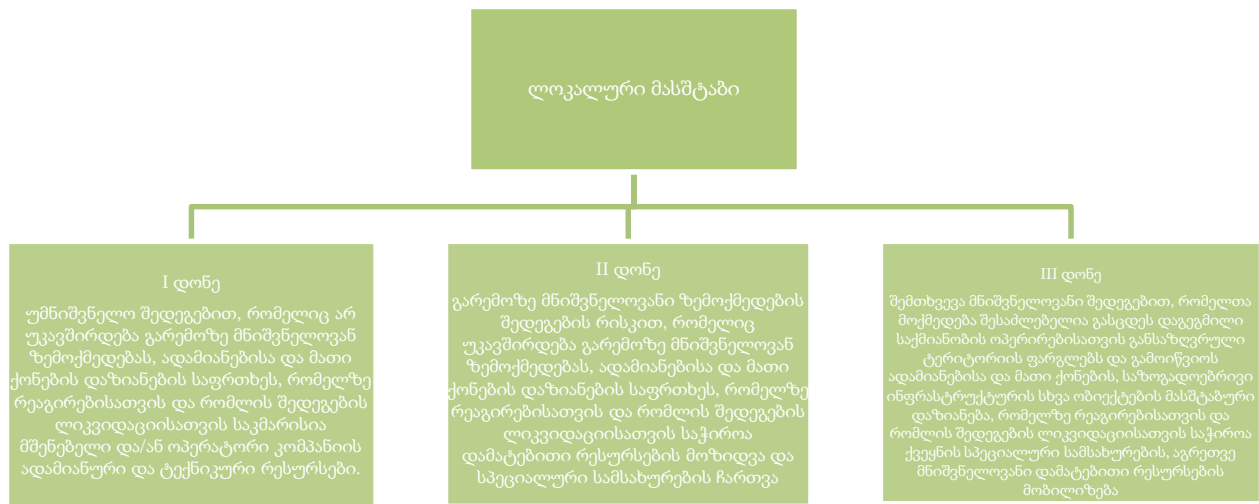 ლოკალური მასშტაბი
I დონე
უმნიშვნელო შედეგებით, რომელიც არ
უკავშირდება გარემოზე მნიშვნელოვან
ზემოქმედებას, ადამიანებისა და მათი
ქონების დაზიანების საფრთხეს, რომელზე
რეაგირებისათვის და რომლის შედეგების
ლიკვიდაციისათვის საკმარისია
მშენებელი და/ან ოპერატორი კომპანიის
ადამიანური და ტექნიკური რესურსები.
II დონე
გარემოზე მნიშვნელოვანი ზემოქმედების
შედეგების რისკით, რომელიც
უკავშირდება გარემოზე მნიშვნელოვან
ზემოქმედებას, ადამიანებისა და მათი
ქონების დაზიანების საფრთხეს, რომელზე
რეაგირებისათვის და რომლის შედეგების
ლიკვიდაციისათვის საჭიროა
დამატებითი რესურსების მოზიდვა და
სპეციალური სამსახურების ჩართვა
III დონე
შემთხვევა მნიშვნელოვანი შედეგებით, რომელთა
მოქმედება შესაძლებელია გასცდეს დაგეგმილი
საქმიანობის ოპერირებისათვის განსაზღვრული
ტერიტორიის ფარგლებს და გამოიწვიოს
ადამიანებისა და მათი ქონების, საზოგადოებრივი
ინფრასტრუქტურის სხვა ობიექტების მასშტაბური
დაზიანება, რომელზე რეაგირებისათვის და
რომლის შედეგების ლიკვიდაციისათვის საჭიროა
ქვეყნის სპეციალური სამსახურების, აგრეთვე
მნიშვნელოვანი დამატებითი რესურსების
მობილიზება